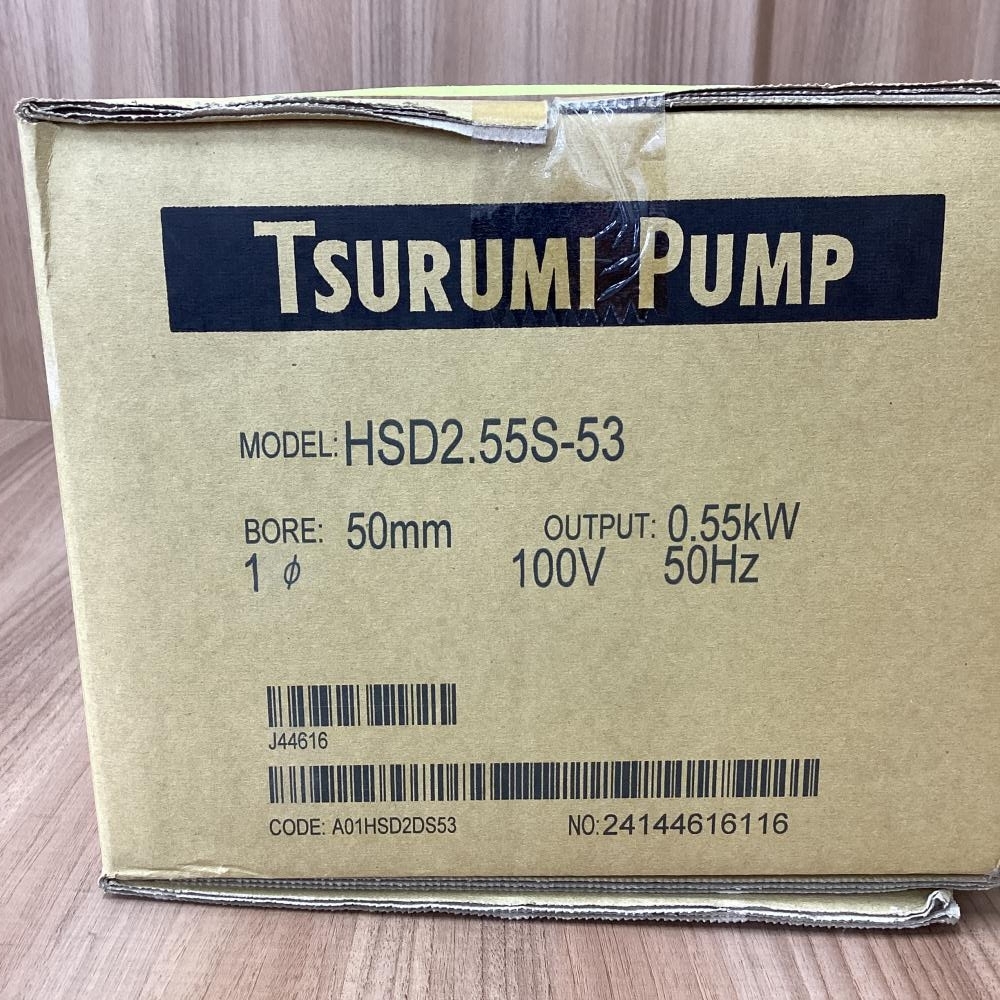 TSURUMI PUMP
MODEL: HSD2.55S-53
BORE: 50mm OUTPUT: 0.55kW
1 φ 100V 50Hz
J44616
CODE: A01HSD2DS53 NO: 24144616116